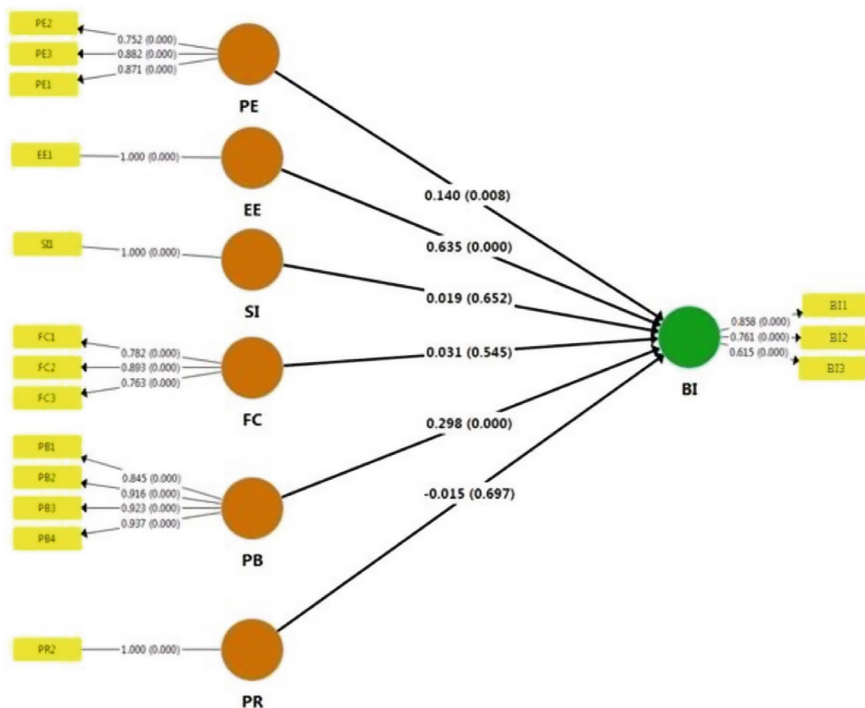 PE2
0.752 (0.000)
PE3
0.882 (0.000)
PE1
0.871 (0.000)
PE
EE1
1.000 (0.000)
EE
SI1
1.000 (0.000)
SI
FC1
0.782 (0.000)
FC2
0.893 (0.000)
FC3
0.763 (0.000)
FC
PB1
0.845 (0.000)
PB2
0.916 (0.000)
PB3
0.923 (0.000)
PB4
0.937 (0.000)
PB
PR2
1.000 (0.000)
PR
0.140 (0.008)
0.635 (0.000)
0.019 (0.652)
0.031 (0.545)
0.298 (0.000)
-0.015 (0.697)
BI
0.858 (0.000)
BI1
0.761 (0.000)
BI2
0.615 (0.000)
BI3